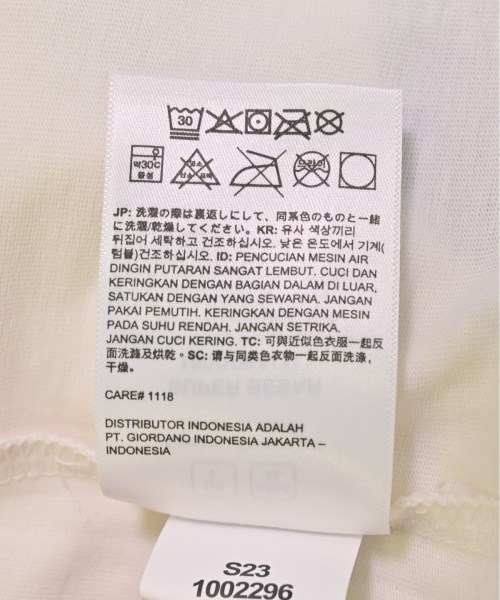 30
약30℃
중성
염소
산소 표백
드라이
JP: 洗濯の際は裏返しにして、同系色のものと一緒
に洗濯/乾燥してください。KR: 유사 색상끼리
뒤집어 세탁하고 건조하십시오. 낮은 온도에서 기계(
텀블)건조하십시오. ID: PENCUCIAN MESIN AIR
DINGIN PUTARAN SANGAT LEMBUT. CUCI DAN
KERINGKAN DENGAN BAGIAN DALAM DI LUAR,
SATUKAN DENGAN YANG SEWARNA. JANGAN
PAKAI PEMUTIH. KERINGKAN DENGAN MESIN
PADA SUHU RENDAH. JANGAN SETRIKA.
JANGAN CUCI KERING. TC: 可與近似色衣服一起反
面洗滌及烘乾。SC: 请与同类色衣物一起反面洗涤,
干燥。
CARE# 1118
DISTRIBUTOR INDONESIA ADALAH
PT. GIORDANO INDONESIA JAKARTA –
INDONESIA
S23
1002296